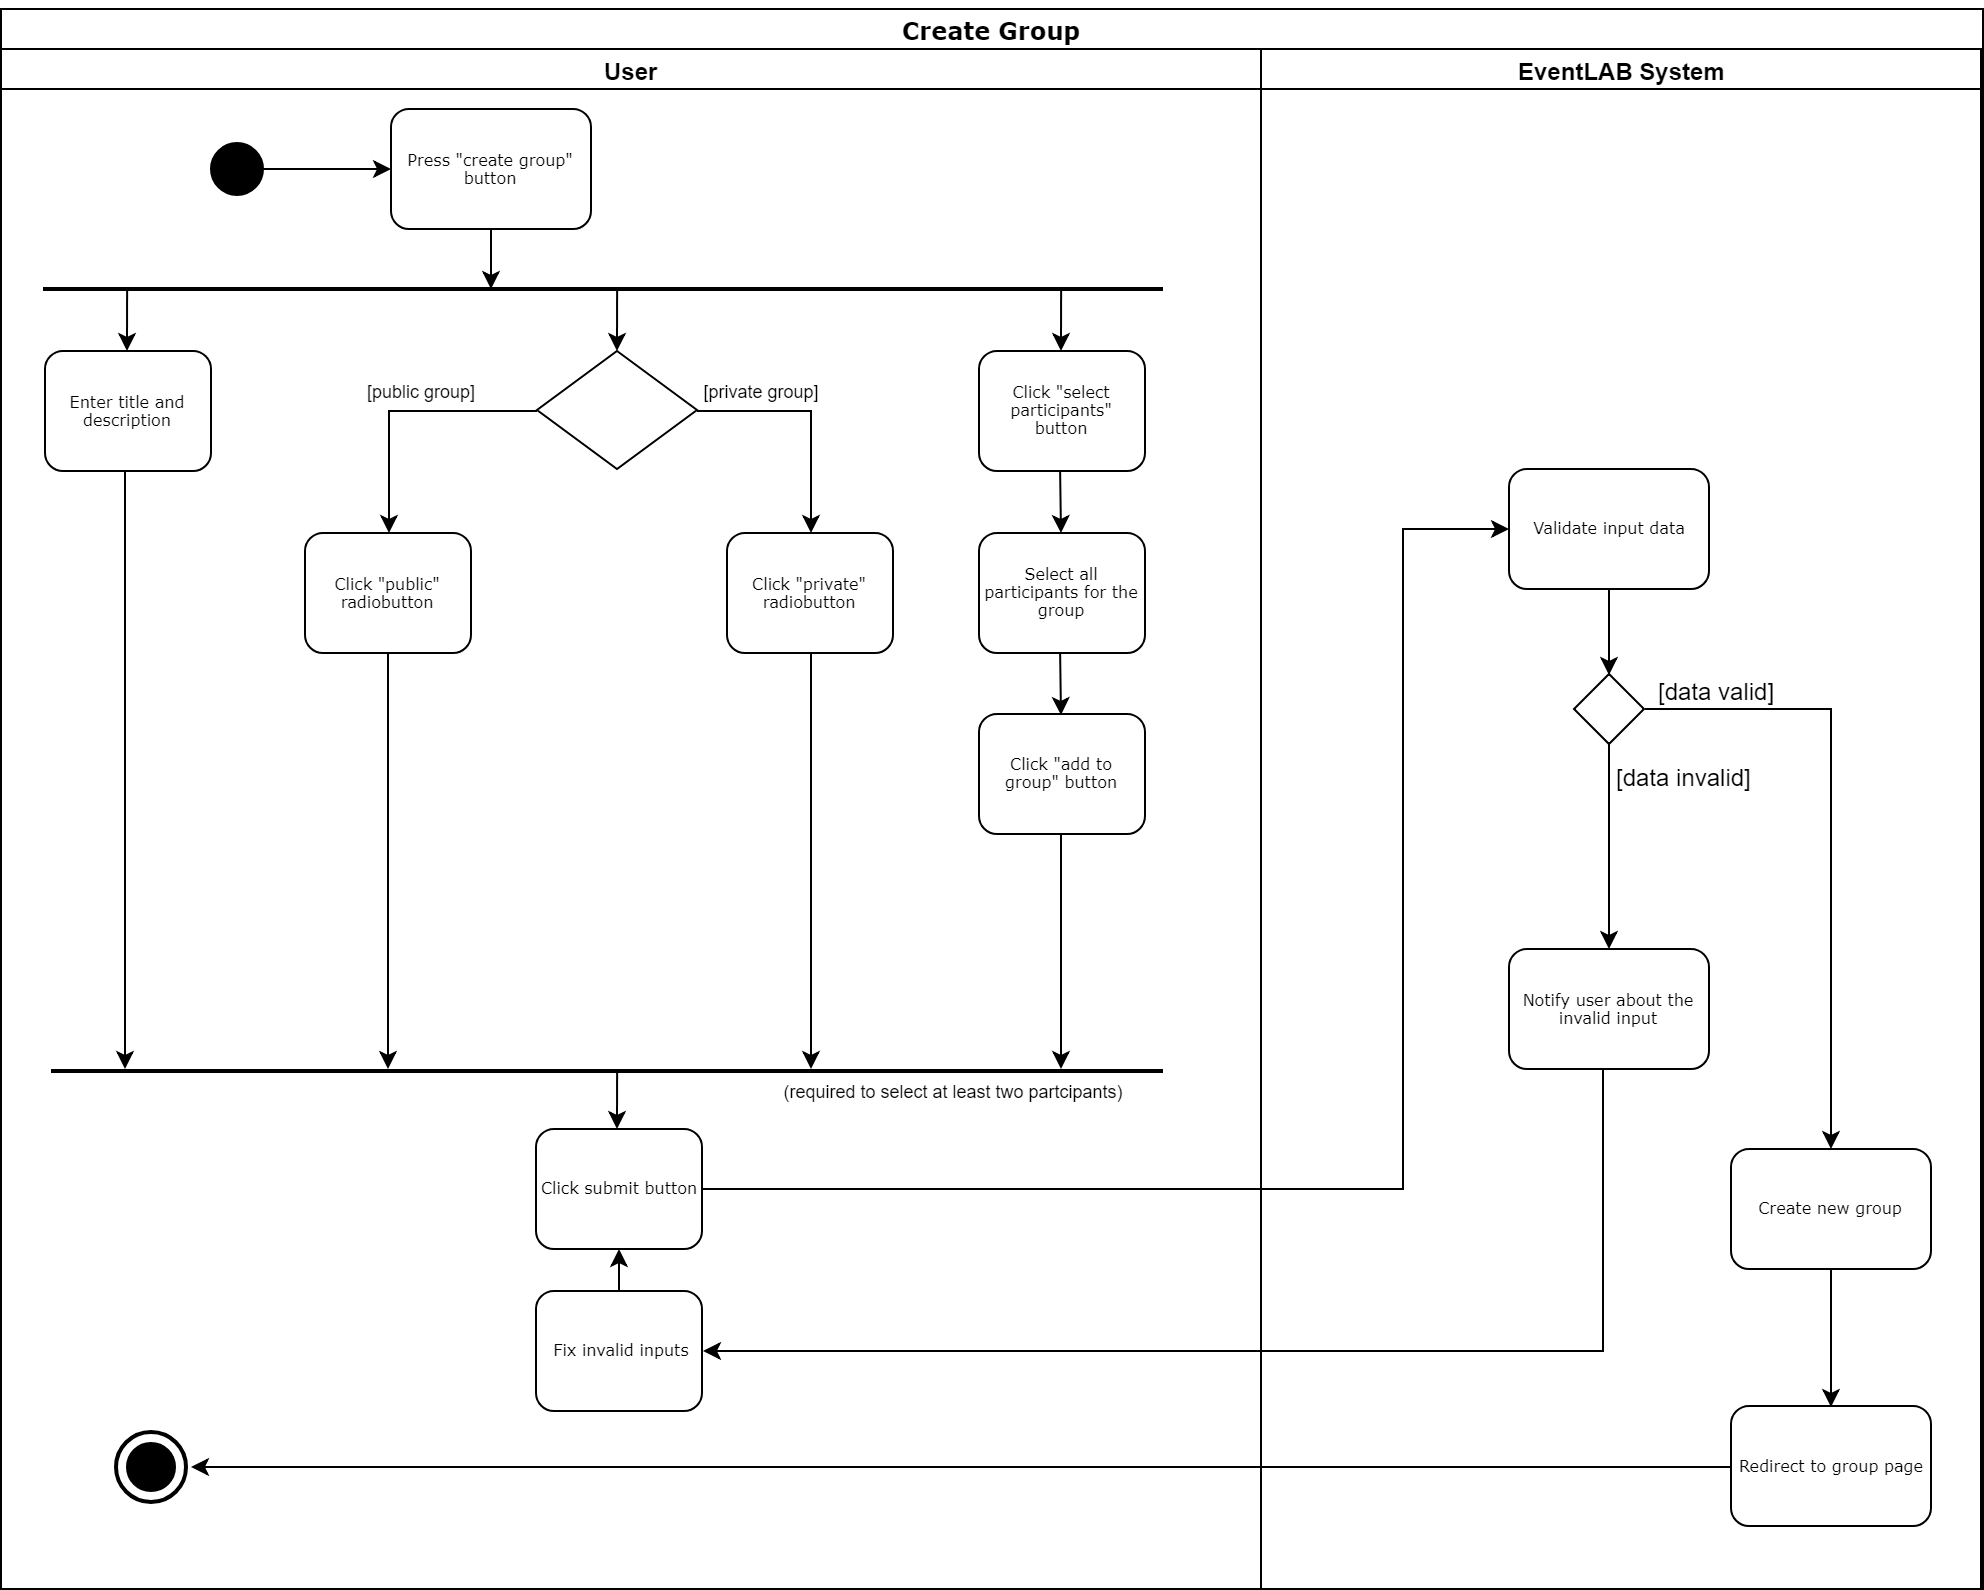 Create Group
User
EventLAB System
Press "create group"
button
[public group]
[private group]
Enter title and
description
Click "select
participants"
button
Click "public"
radiobutton
Click "private"
radiobutton
Select all
participants for the
group
Click "add to
group" button
(required to select at least two partcipants)
Click submit button
Fix invalid inputs
Validate input data
[data valid]
[data invalid]
Notify user about the
invalid input
Create new group
Redirect to group page